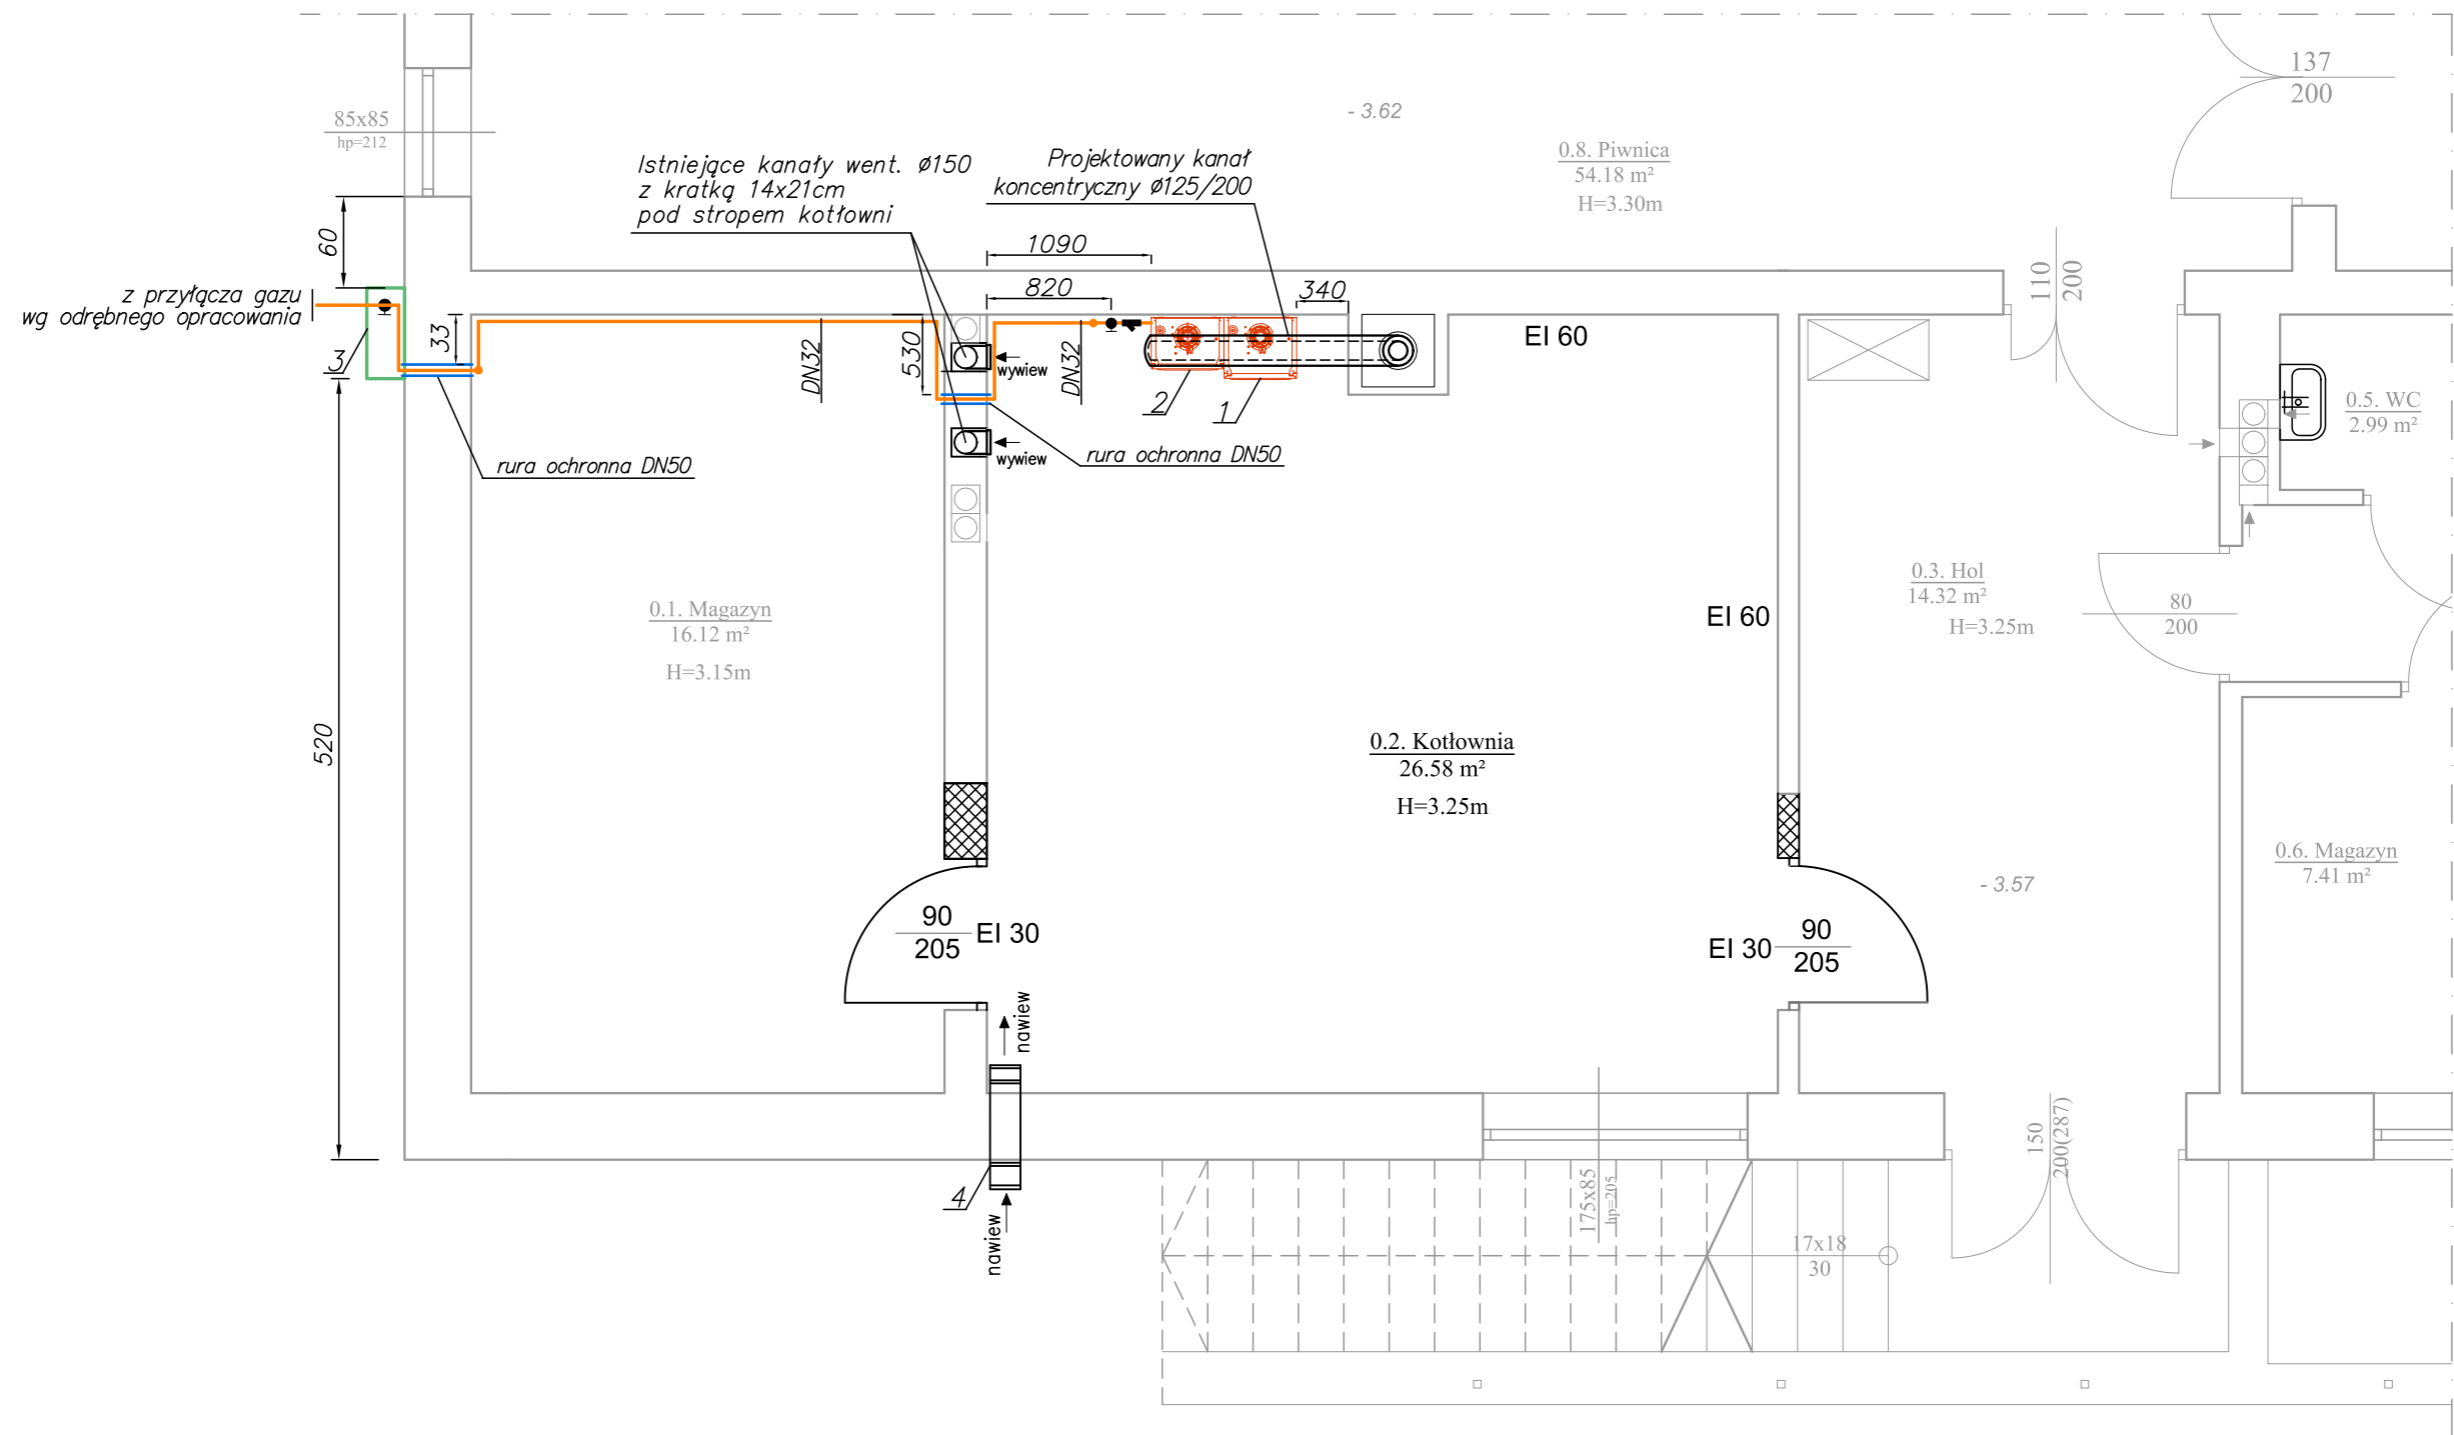 137
200
- 3.62
85x85
hp=212
0.8. Piwnica
54.18 m²
H=3.30m
Istniejące kanały went. ø150
z kratką 14x21cm
pod stropem kotłowni
Projektowany kanał
koncentryczny ø125/200
60
1090
820
340
110
200
z przyłącza gazu
wg odrębnego opracowania
33
3
DN32
530
wywiew
DN32
2
1
EI 60
0.5. WC
2.99 m²
wywiew
rura ochronna DN50
rura ochronna DN50
0.1. Magazyn
16.12 m²
H=3.15m
EI 60
0.3. Hol
14.32 m²
H=3.25m
80
200
520
0.2. Kotłownia
26.58 m²
H=3.25m
0.6. Magazyn
7.41 m²
- 3.57
90
205
EI 30
EI 30
90
205
nawiew
4
nawiew
175x85
hp=205
150
200(287)
17x18
30